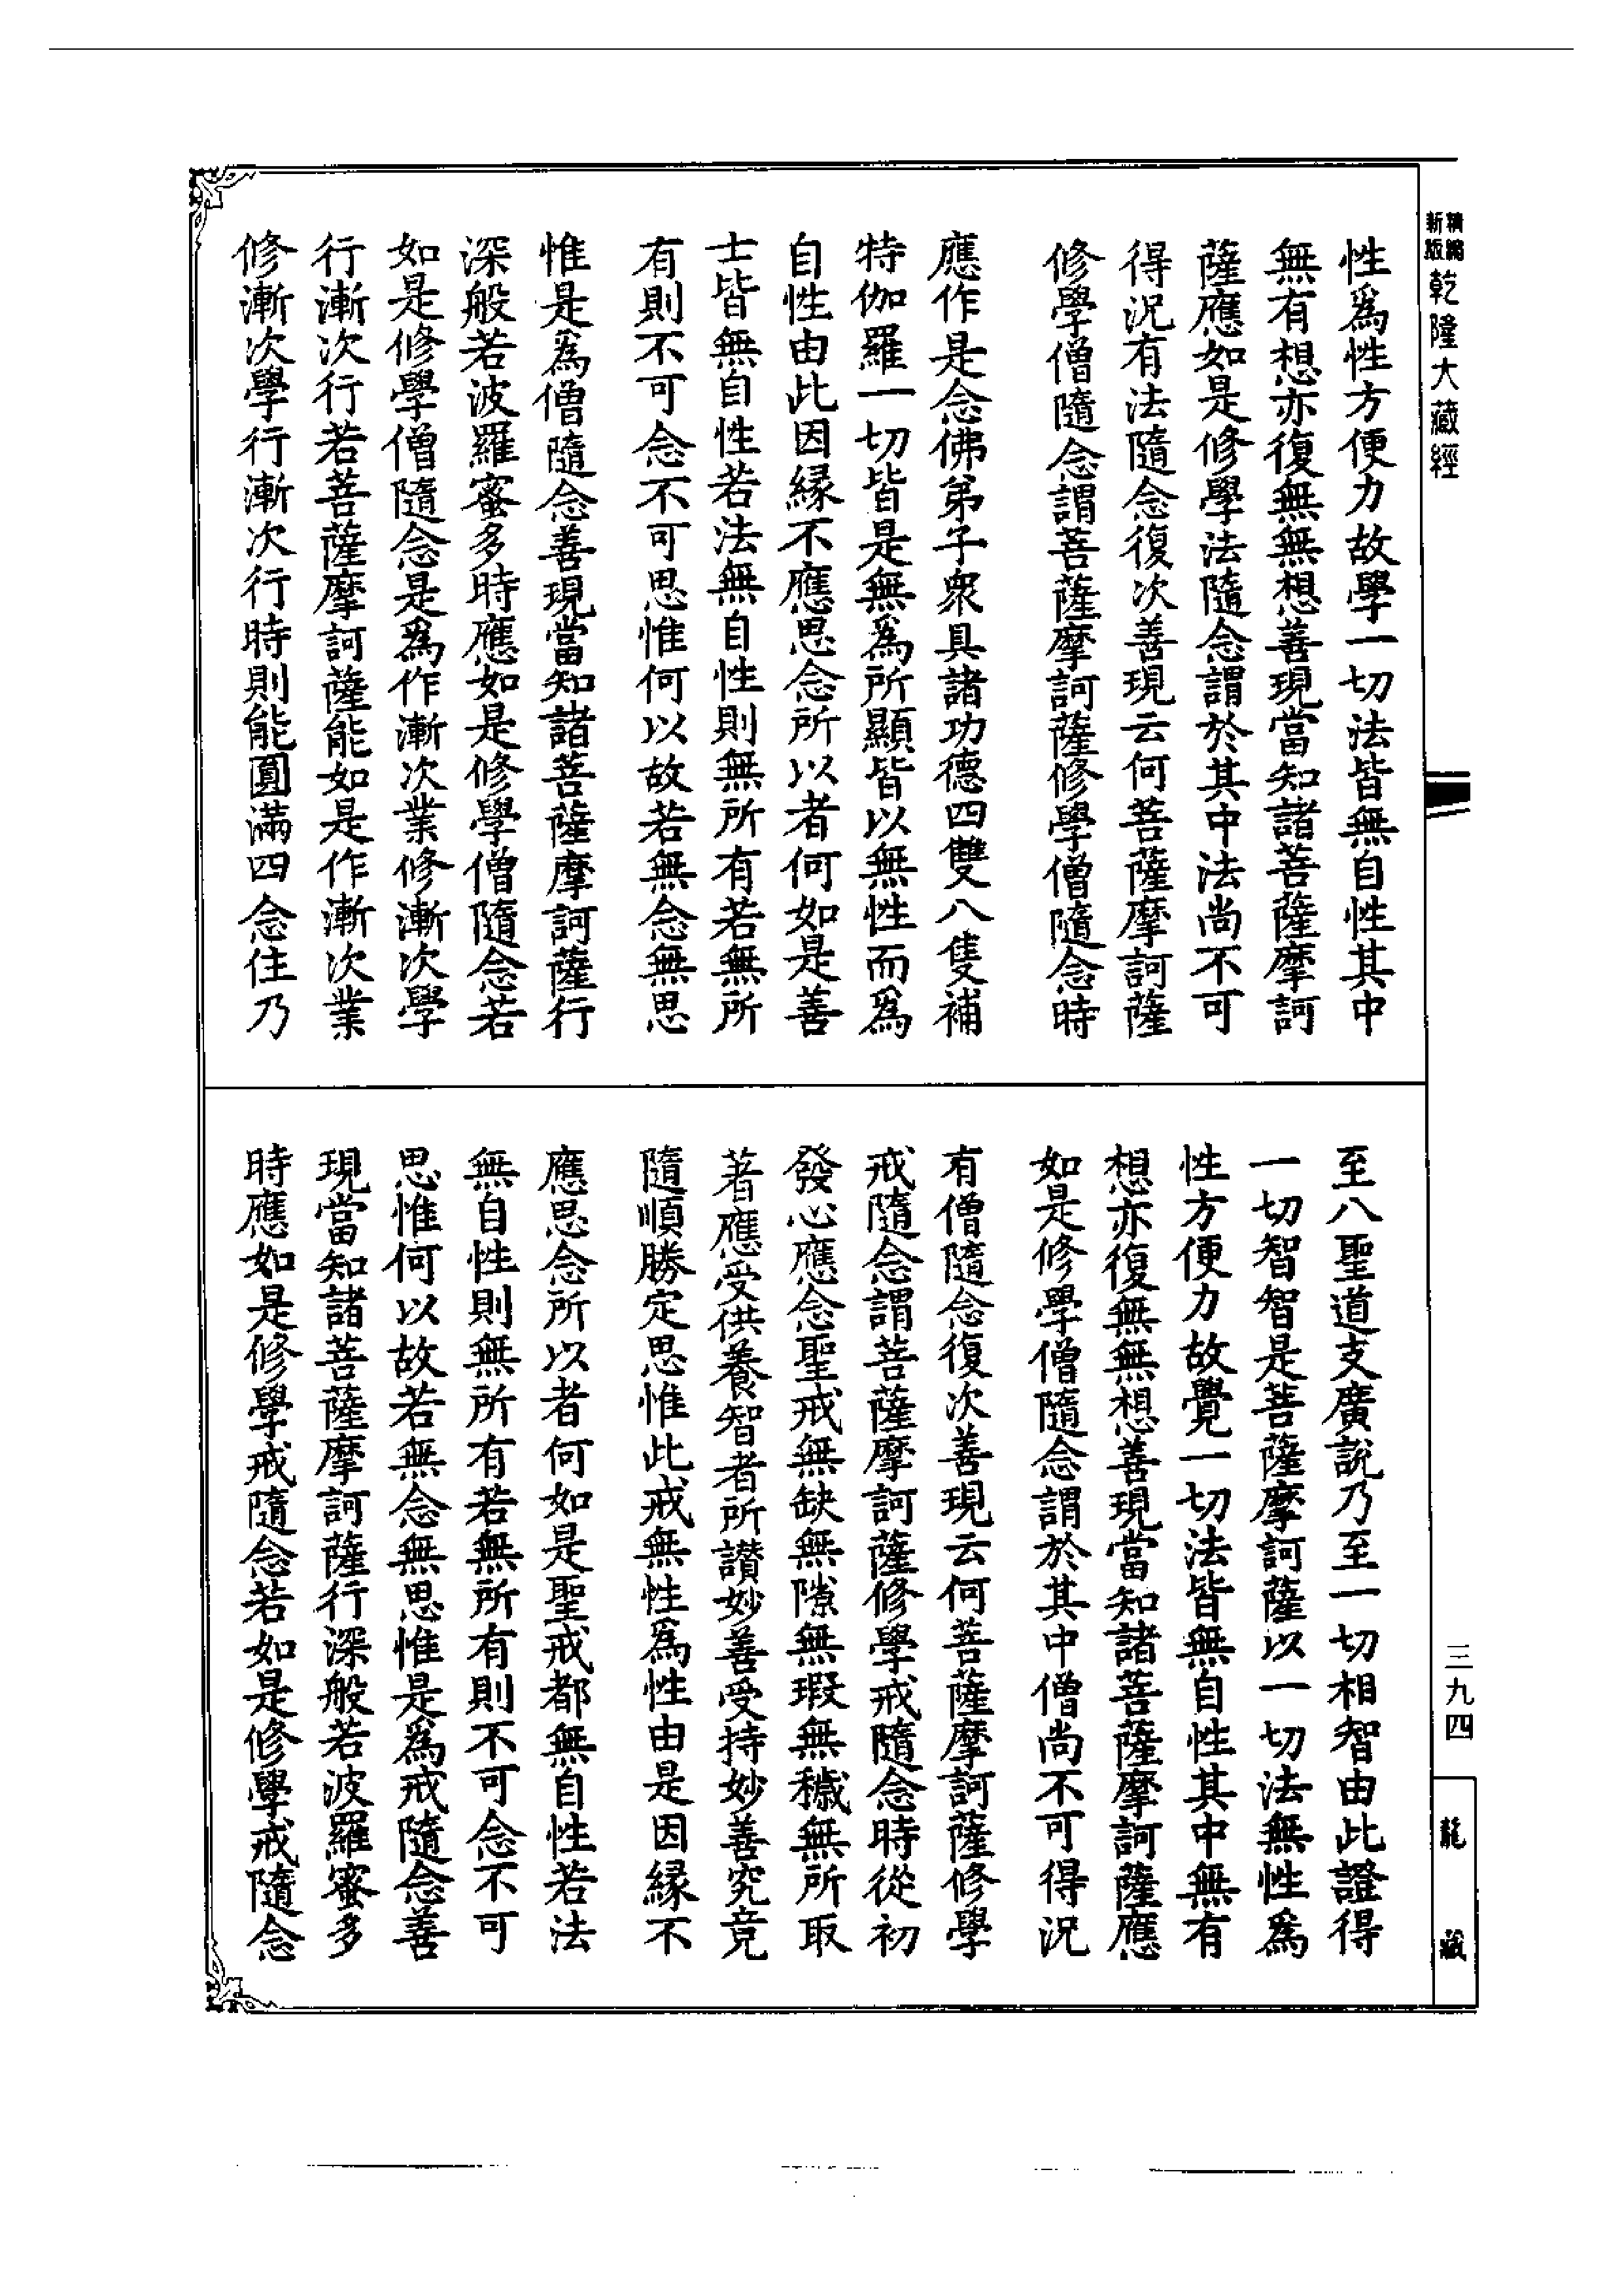 精編新版
乾隆大藏經
性爲性方便力故學一切法皆無自性其中
無有想亦復無無想善現當知諸菩薩摩訶
薩應如是修學法隨念謂於其中法尚不可
得況有法隨念復次善現云何菩薩摩訶薩
修學僧隨念謂菩薩摩訶薩修學僧隨念時
應作是念佛弟子衆具諸功德四雙八隻補
特伽羅一切皆是無爲所顯皆以無性而爲
自性由此因緣不應思念所以者何如是善
士皆無自性若法無自性則無所有若無所
有則不可念不可思惟何以故若無念無思
惟是爲僧隨念善現當知諸菩薩摩訶薩行
深般若波羅蜜多時應如是修學僧隨念若
如是修學僧隨念是爲作漸次業修漸次學
行漸次行若菩薩摩訶薩能如是作漸次業
修漸次學行漸次行時則能圓滿四念住乃
至八聖道支廣說乃至一切相智由此證得
一切智智是菩薩摩訶薩以一切法無性爲
性方便力故覺一切法皆無自性其中無有
想亦復無無想善現當知諸菩薩摩訶薩應
如是修學僧隨念謂於其中僧尚不可得況
有僧隨念復次善現云何菩薩摩訶薩修學
戒隨念謂菩薩摩訶薩修學戒隨念時從初
發心應念聖戒無缺無隙無瑕無穢無所取
著應受供養智者所讚妙善受持妙善究竟
隨順勝定思惟此戒無性爲性由是因緣不
應思念所以者何如是聖戒都無自性若法
無自性則無所有若無所有則不可念不可
思惟何以故若無念無思惟是爲戒隨念善
現當知諸菩薩摩訶薩行深般若波羅蜜多
時應如是修學戒隨念若如是修學戒隨念
三九四
龍藏